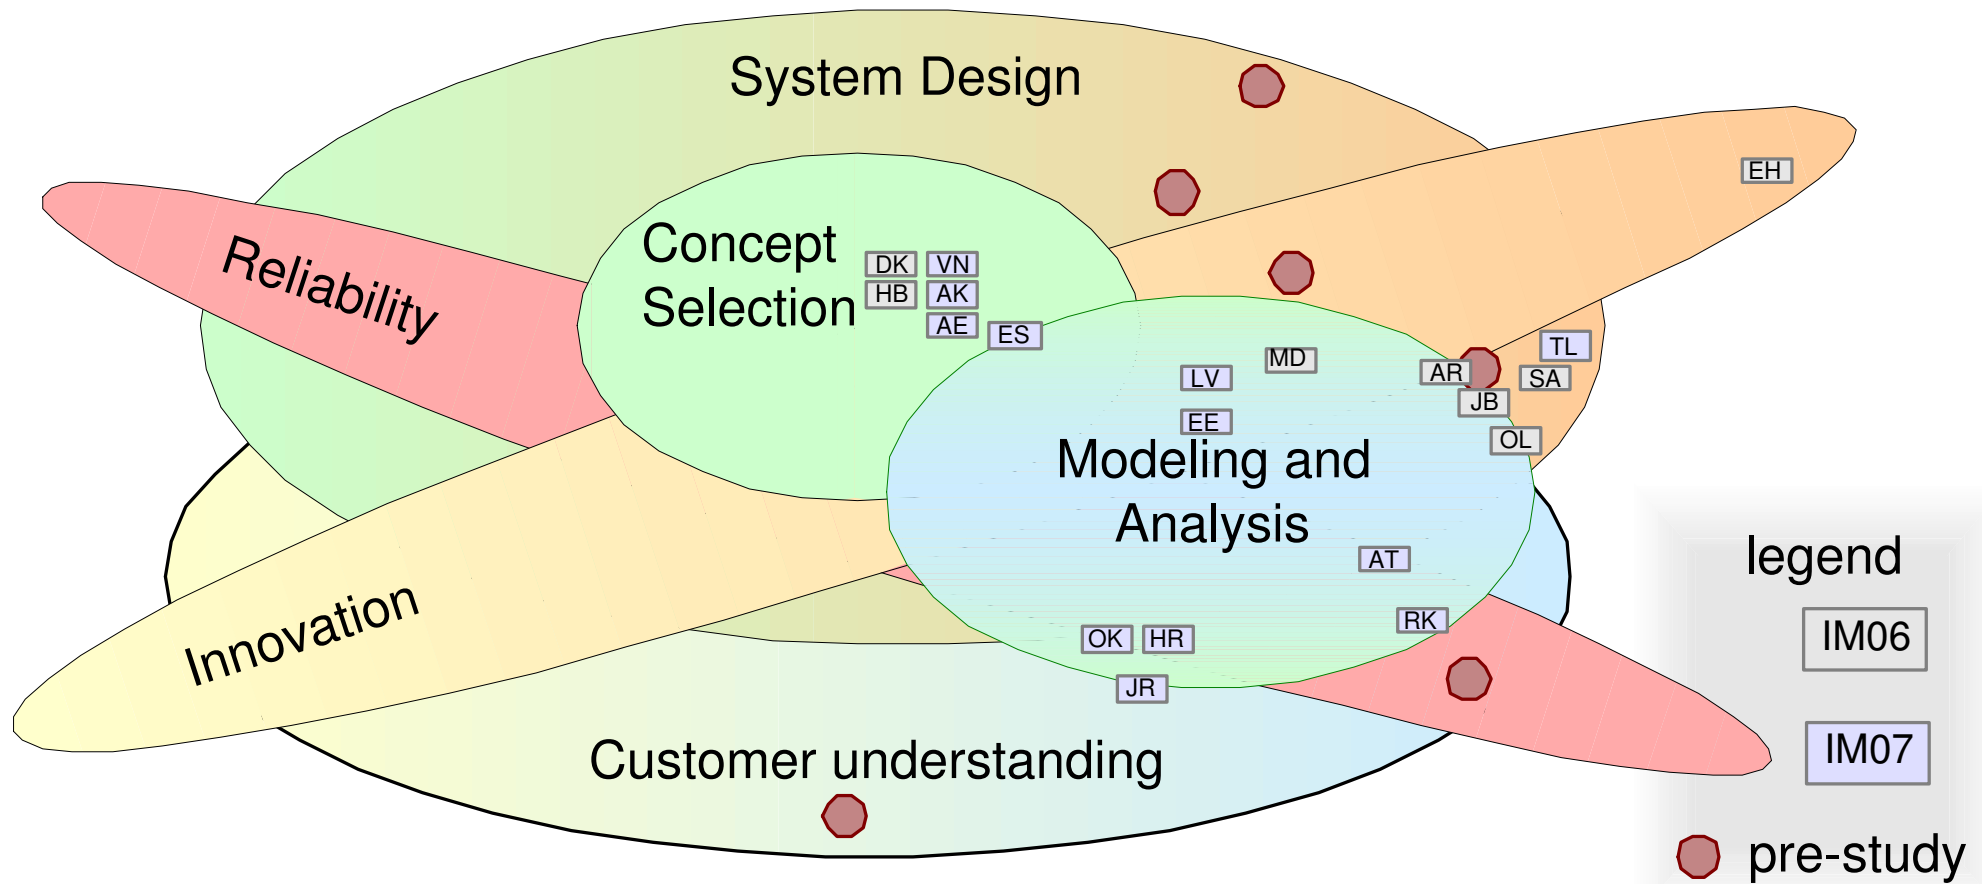 System Design
EH
Concept
Selection
DK
VN
HB
AK
AE
ES
Reliability
TL
MD
AR
SA
LV
JB
EE
OL
Modeling and
Analysis
AT
Innovation
RK
OK
HR
JR
Customer understanding
legend
IM06
IM07
pre-study